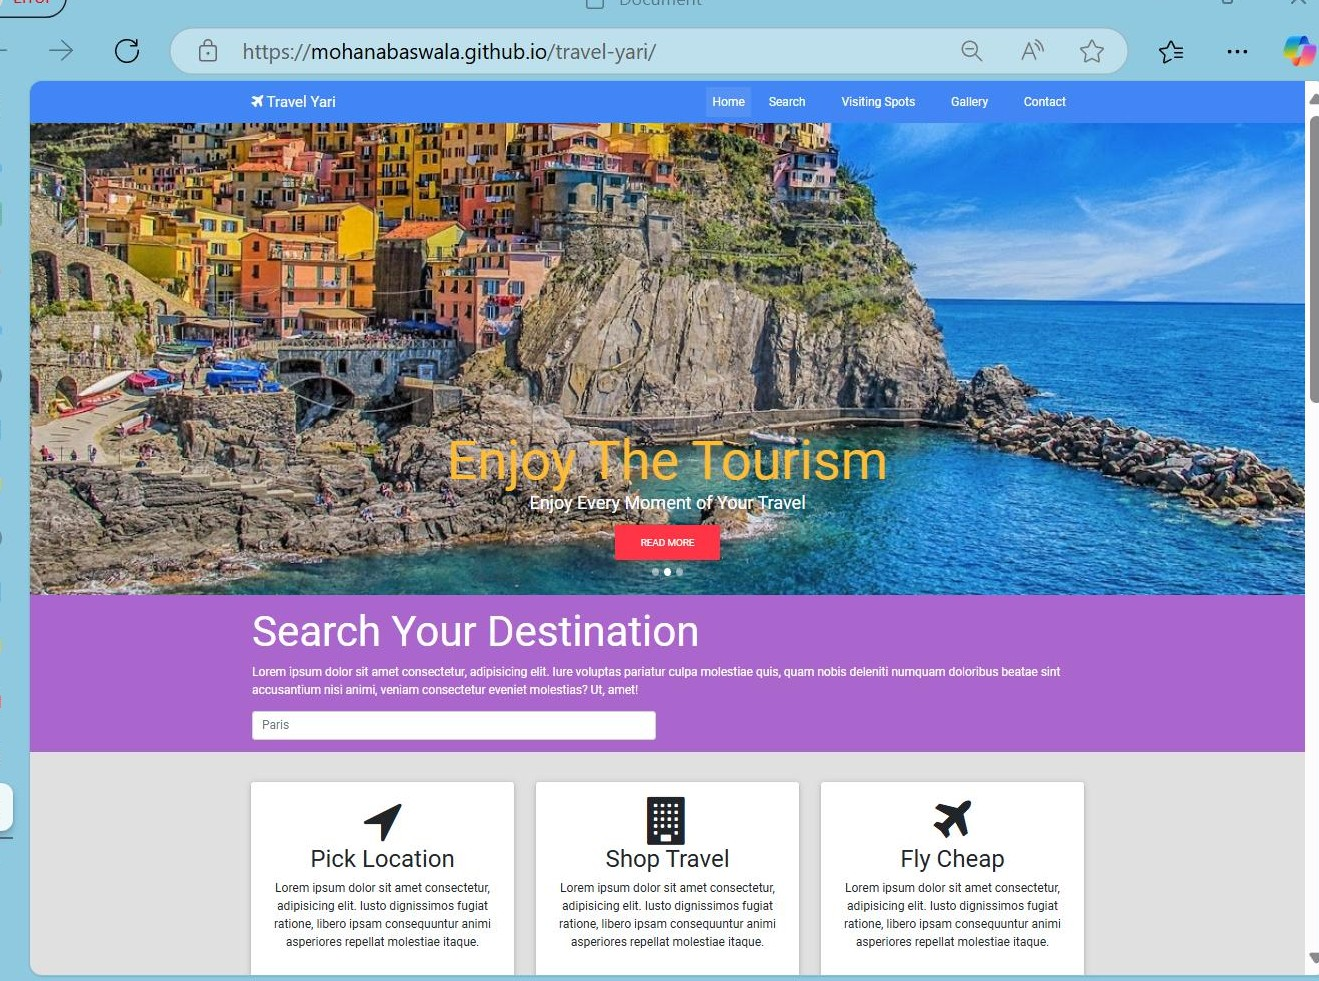 Document
https://mohanabaswala.github.io/travel-yari/
Travel Yari
Home Search Visiting Spots Gallery Contact
Enjoy The Tourism
Enjoy Every Moment of Your Travel
READ MORE
Search Your Destination
Lorem ipsum dolor sit amet consectetur, adipisicing elit. Iure voluptas pariatur culpa molestiae quis, quam nobis deleniti numquam doloribus beatae sint
accusantium nisi animi, veniam consectetur eveniet molestias? Ut, amet!
Paris
Pick Location
Lorem ipsum dolor sit amet consectetur,
adipisicing elit. Iusto dignissimos fugiat
ratione, libero ipsam consequuntur animi
asperiores repellat molestiae itaque.
Shop Travel
Lorem ipsum dolor sit amet consectetur,
adipisicing elit. Iusto dignissimos fugiat
ratione, libero ipsam consequuntur animi
asperiores repellat molestiae itaque.
Fly Cheap
Lorem ipsum dolor sit amet consectetur,
adipisicing elit. Iusto dignissimos fugiat
ratione, libero ipsam consequuntur animi
asperiores repellat molestiae itaque.